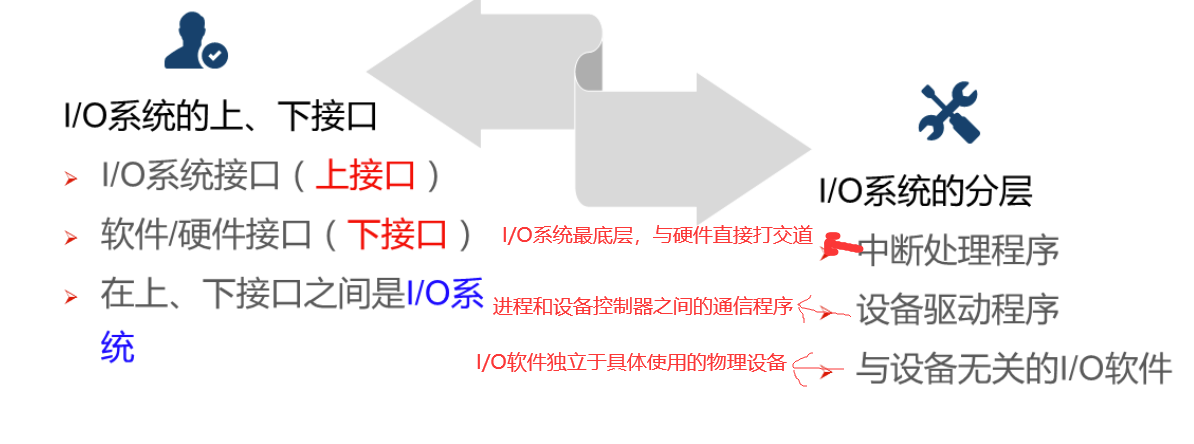 I/O系统的上、下接口
I/O系统接口（上接口）
软件/硬件接口（下接口）
在上、下接口之间是I/O系
统
I/O系统的分层
I/O系统最底层，与硬件直接打交道
中断处理程序
进程和设备控制器之间的通信程序
设备驱动程序
I/O软件独立于具体使用的物理设备
与设备无关的I/O软件